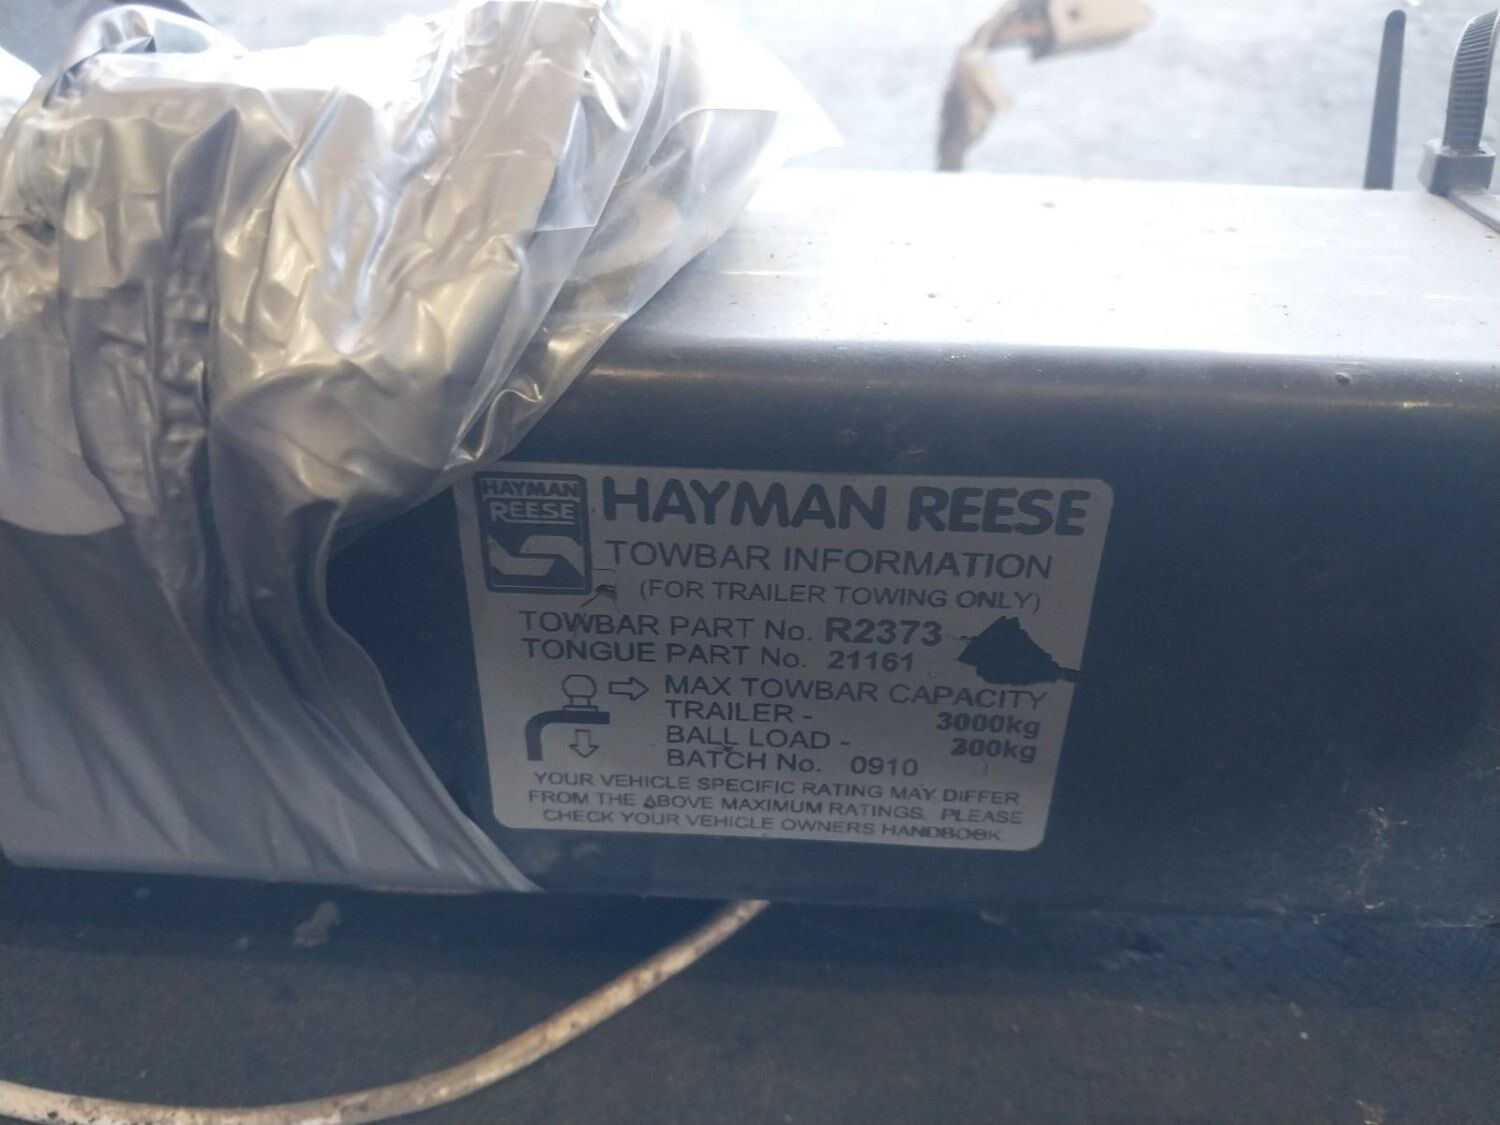 HAYMAN
REESE
HAYMAN REESE
TOWBAR INFORMATION
(FOR TRAILER TOWING ONLY)
TOWBAR PART No. R2373
TONGUE PART No. 21161
MAX TOWBAR CAPACITY
TRAILER - 3000kg
BALL LOAD - 300kg
BATCH No. 0910
YOUR VEHICLE SPECIFIC RATING MAY DIFFER
FROM THE ABOVE MAXIMUM RATINGS. PLEASE
CHECK YOUR VEHICLE OWNERS HANDBOOK